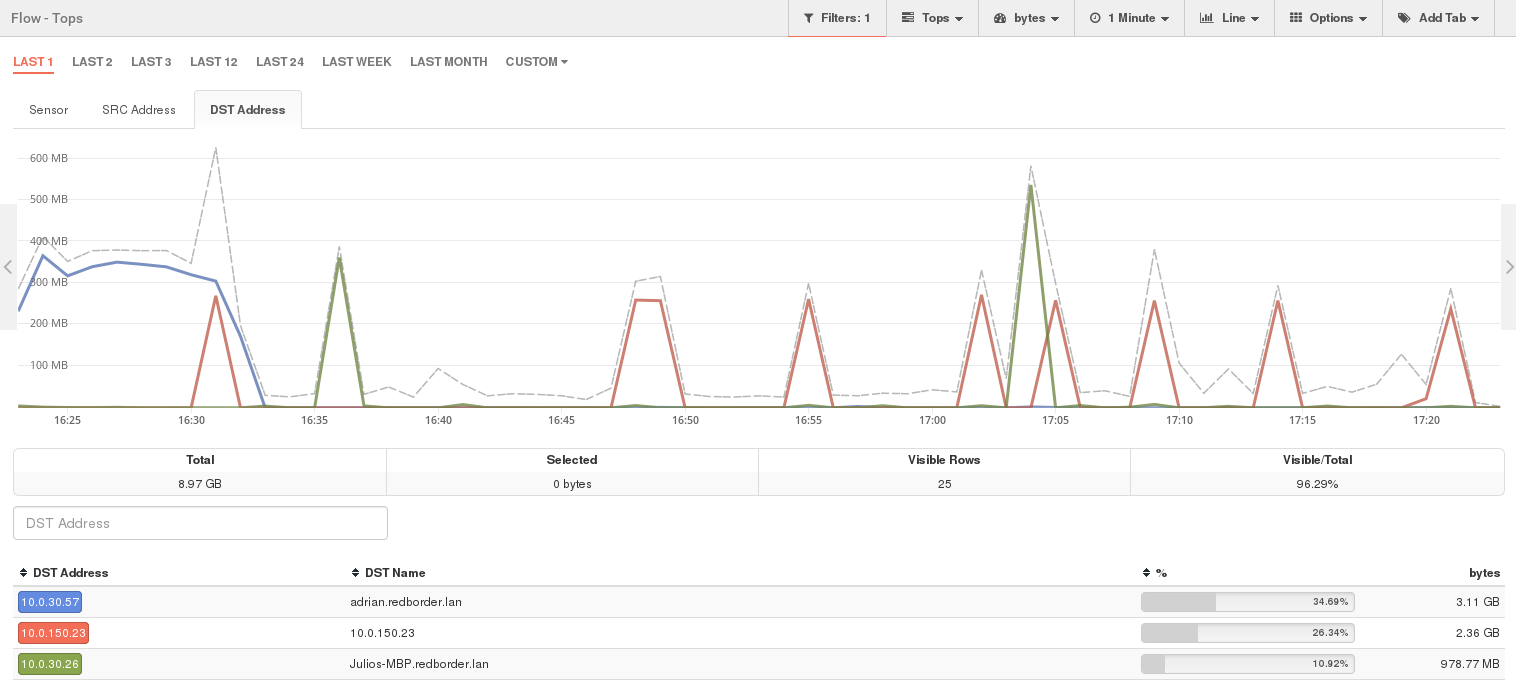 Flow - Tops
Filters: 1
Tops
bytes
1 Minute
Line
Options
Add Tab
LAST 1 LAST 2 LAST 3 LAST 12 LAST 24 LAST WEEK LAST MONTH CUSTOM
Sensor SRC Address DST Address
600 MB
500 MB
400 MB
300 MB
200 MB
100 MB
16:25 16:30 16:35 16:40 16:45 16:50 16:55 17:00 17:05 17:10 17:15 17:20
Total Selected Visible Rows Visible/Total
8.97 GB 0 bytes 25 96.29%
DST Address
DST Address DST Name % bytes
10.0.30.57 adrian.redborder.lan 34.69% 3.11 GB
10.0.150.23 10.0.150.23 26.34% 2.36 GB
10.0.30.26 Julios-MBP.redborder.lan 10.92% 978.77 MB